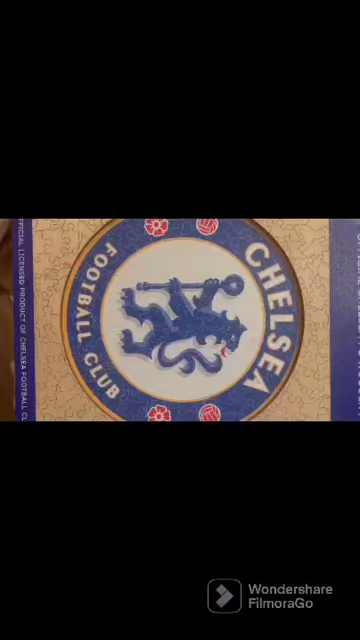 CHELSEA
FOOTBALL CLUB
OFFICIAL LICENSED PRODUCT OF CHELSEA FOOTBALL CL
Wondershare
FilmoraGo